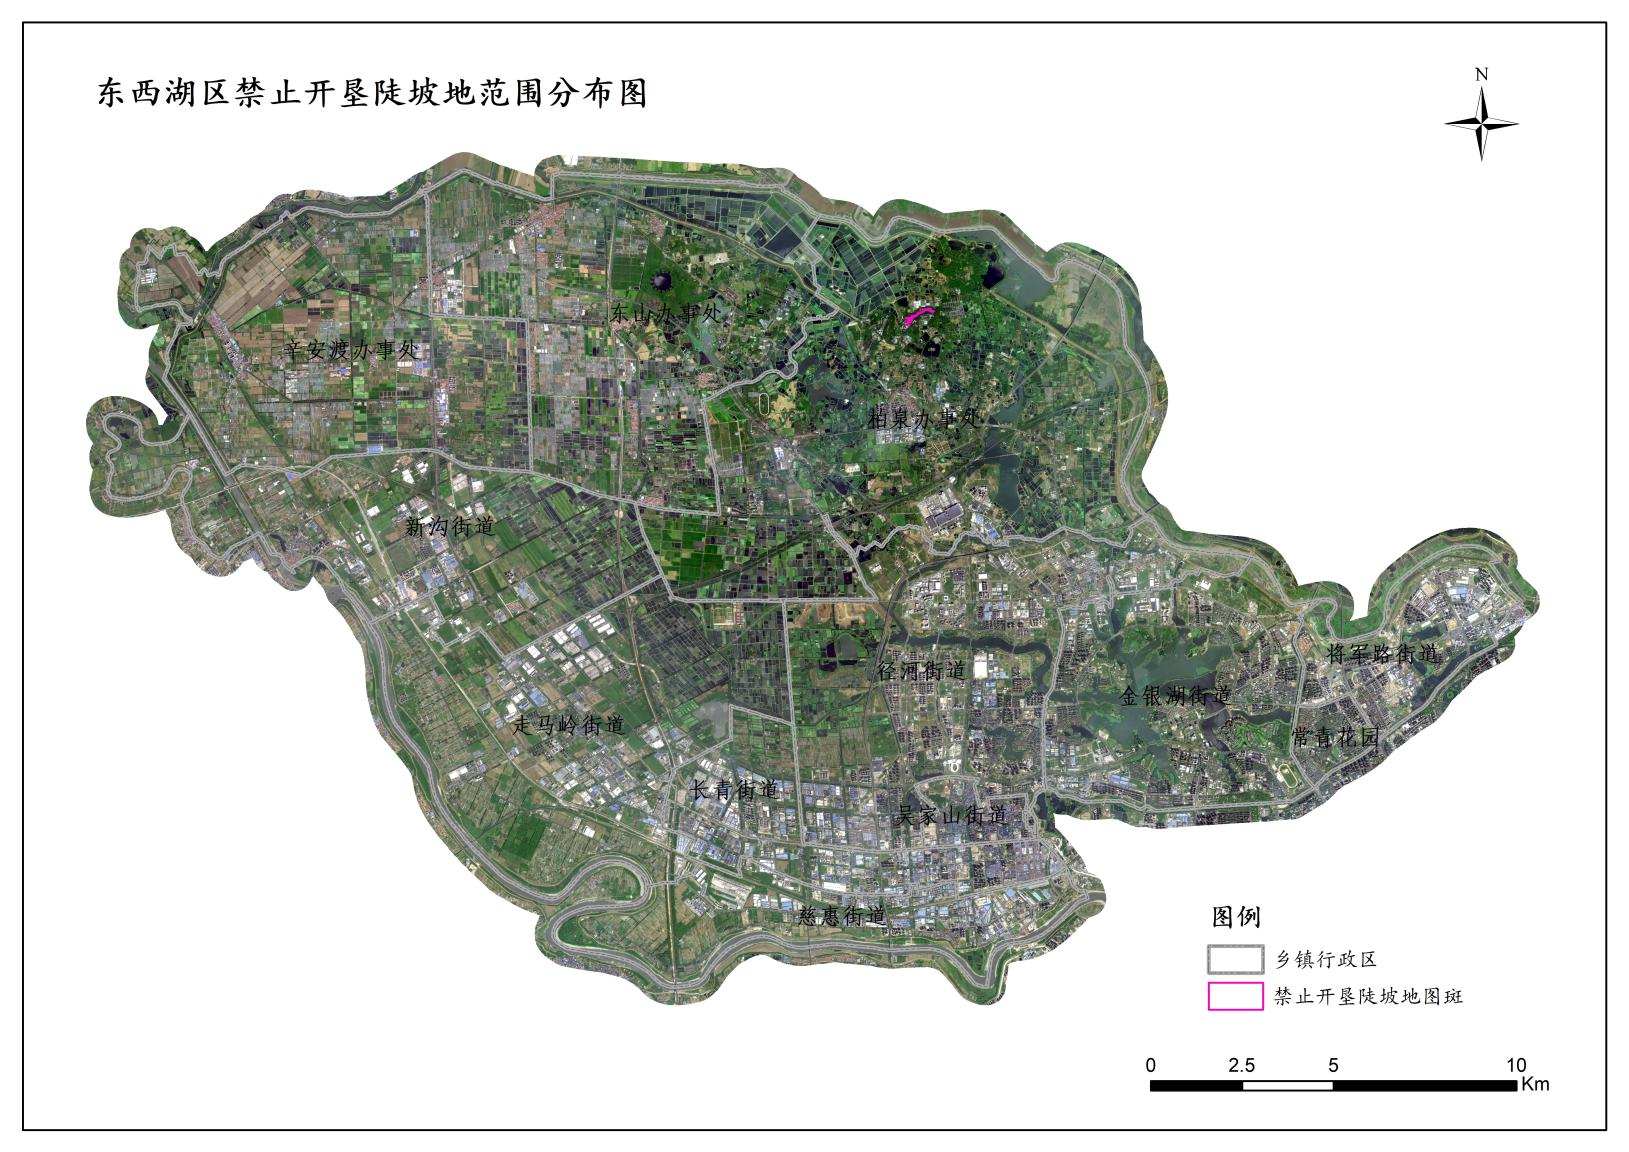 东西湖区禁止开垦陡坡地范围分布图
N
东山办事处
辛安渡办事处
柏泉办事处
新沟街道
将军路街道
径河街道
金银湖街道
走马岭街道
常青花园
长青街道
吴家山街道
慈惠街道
图例
乡镇行政区
禁止开垦陡坡地图斑
0 2.5 5 10
Km